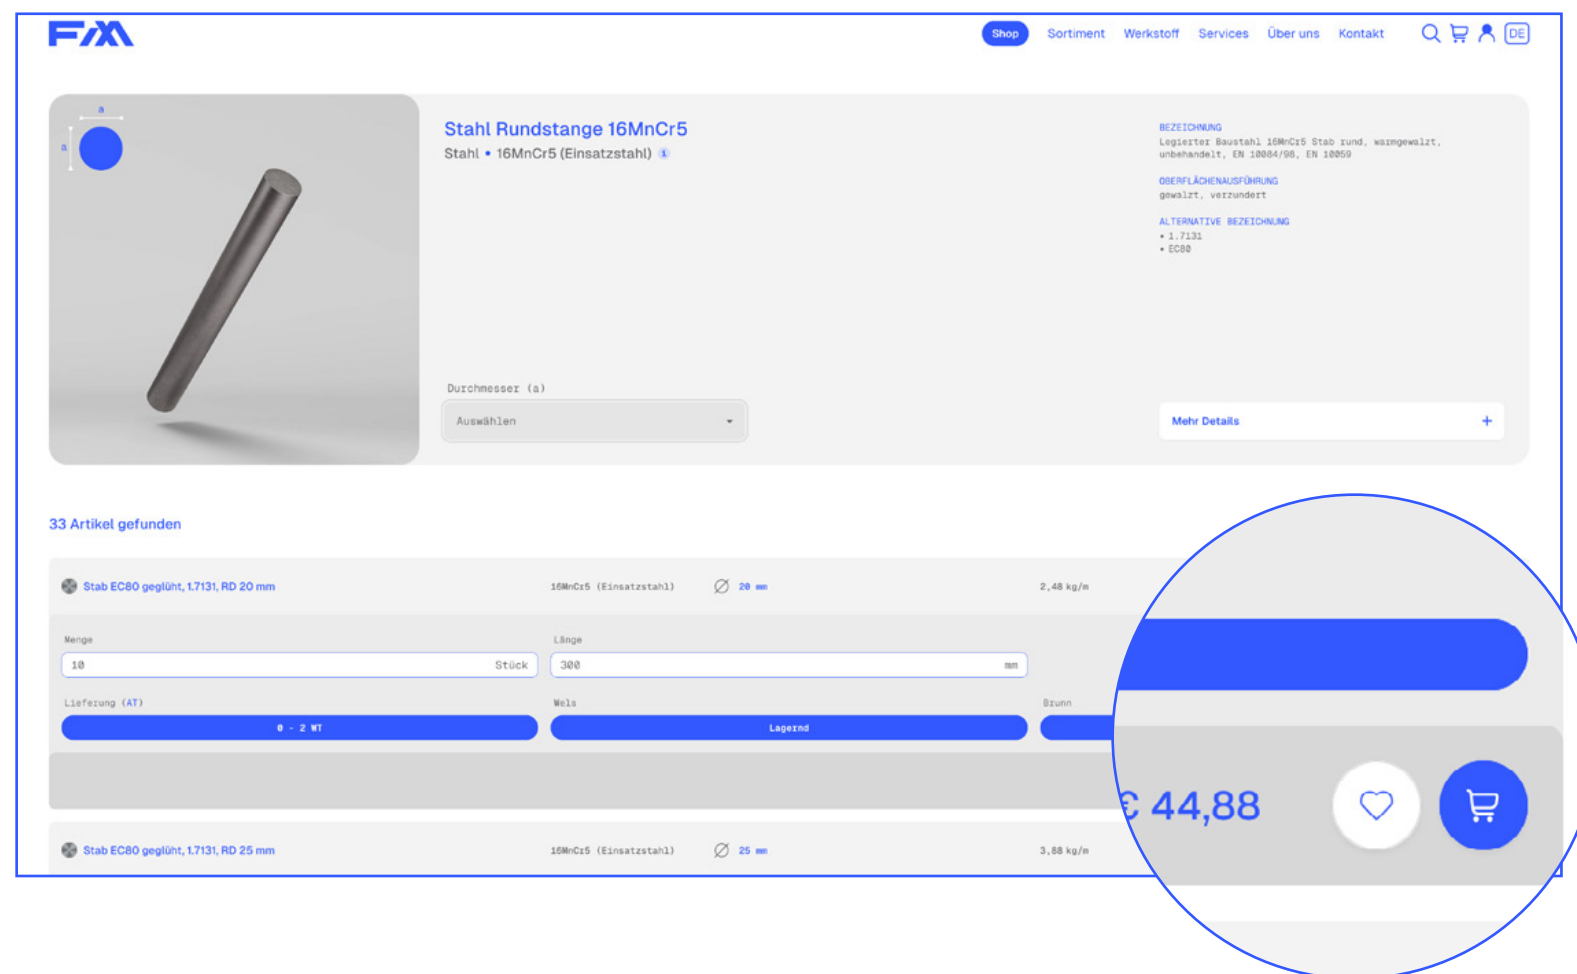 FIXM
Shop Sortiment Werkstoff Services Über uns Kontakt DE
a
a
Stahl Rundstange 16MnCr5
Stahl • 16MnCr5 (Einsatzstahl) i
BEZEICHNUNG
Legierter Baustahl 16MnCr5 Stab rund, warmgewalzt,
unbehandelt, EN 10084/98, EN 10059
OBERFLÄCHENAUSFÜHRUNG
gewalzt, verzundert
ALTERNATIVE BEZEICHNUNG
• 1.7131
• EC80
Durchmesser (a)
Auswählen
Mehr Details +
33 Artikel gefunden
Stab EC80 geglüht, 1.7131, RD 20 mm 16MnCr5 (Einsatzstahl) 20 mm 2,48 kg/m
Menge Länge
10 Stück 300 mm
Lieferung (AT) Wels Brunn
0 - 2 WT Lagernd
€ 44,88
Stab EC80 geglüht, 1.7131, RD 25 mm 16MnCr5 (Einsatzstahl) 25 mm 3,88 kg/m